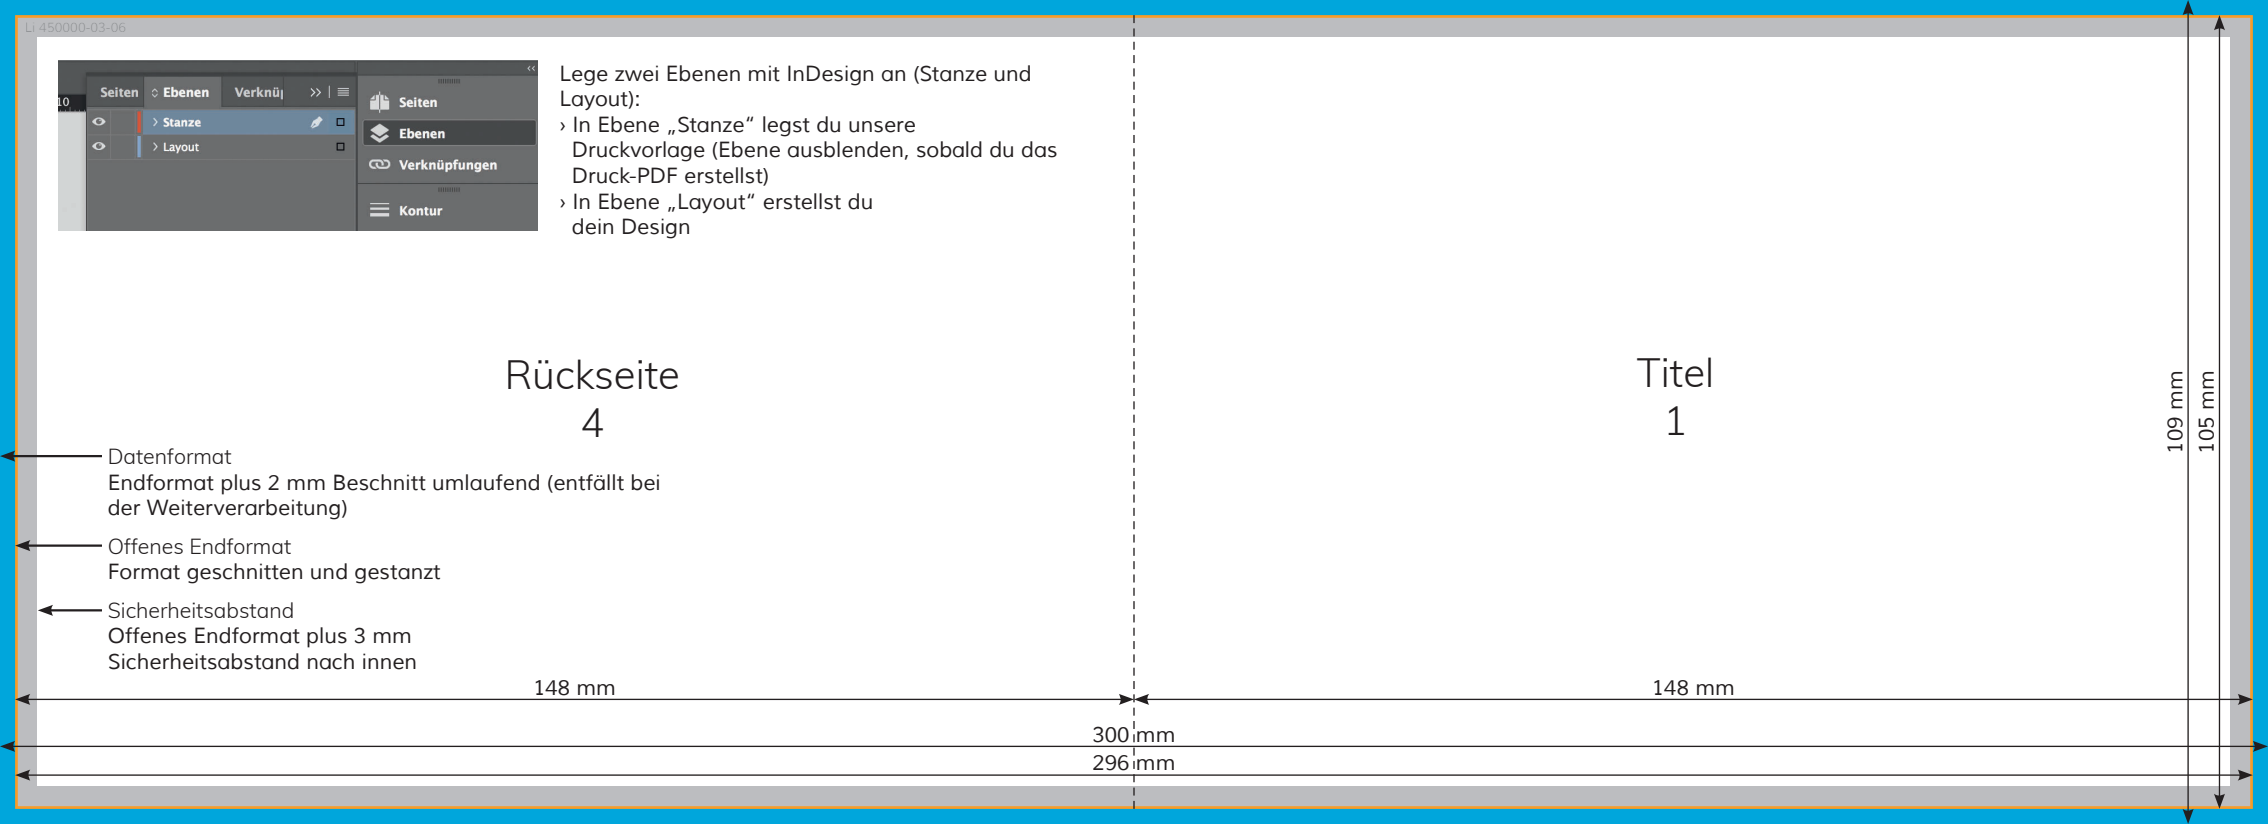 Li 450000-03-06
Seiten
Ebenen
10
Stanze
Layout
Seiten
Ebenen
Verknüpfungen
Kontur
Lege zwei Ebenen mit InDesign an (Stanze und
Layout):
› In Ebene „Stanze“ legst du unsere
Druckvorlage (Ebene ausblenden, sobald du das
Druck-PDF erstellst)
› In Ebene „Layout“ erstellst du
dein Design
Rückseite
4
Titel
1
109 mm
105 mm
Datenformat
Endformat plus 2 mm Beschnitt umlaufend (entfällt bei
der Weiterverarbeitung)
Offenes Endformat
Format geschnitten und gestanzt
Sicherheitsabstand
Offenes Endformat plus 3 mm
Sicherheitsabstand nach innen
148 mm
148 mm
300 mm
296 mm